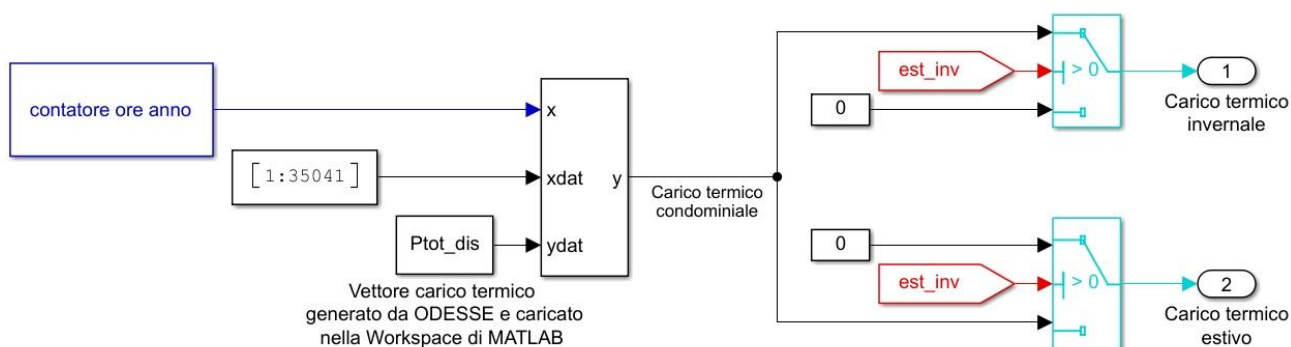 contatore ore anno
[1:35041]
Ptot_dis
x
xdat
ydat
y
Vettore carico termico
generato da ODESSE e caricato
nella Workspace di MATLAB
Carico termico
condominiale
est_inv
0
> 0
1
Carico termico
invernale
0
est_inv
> 0
2
Carico termico
estivo